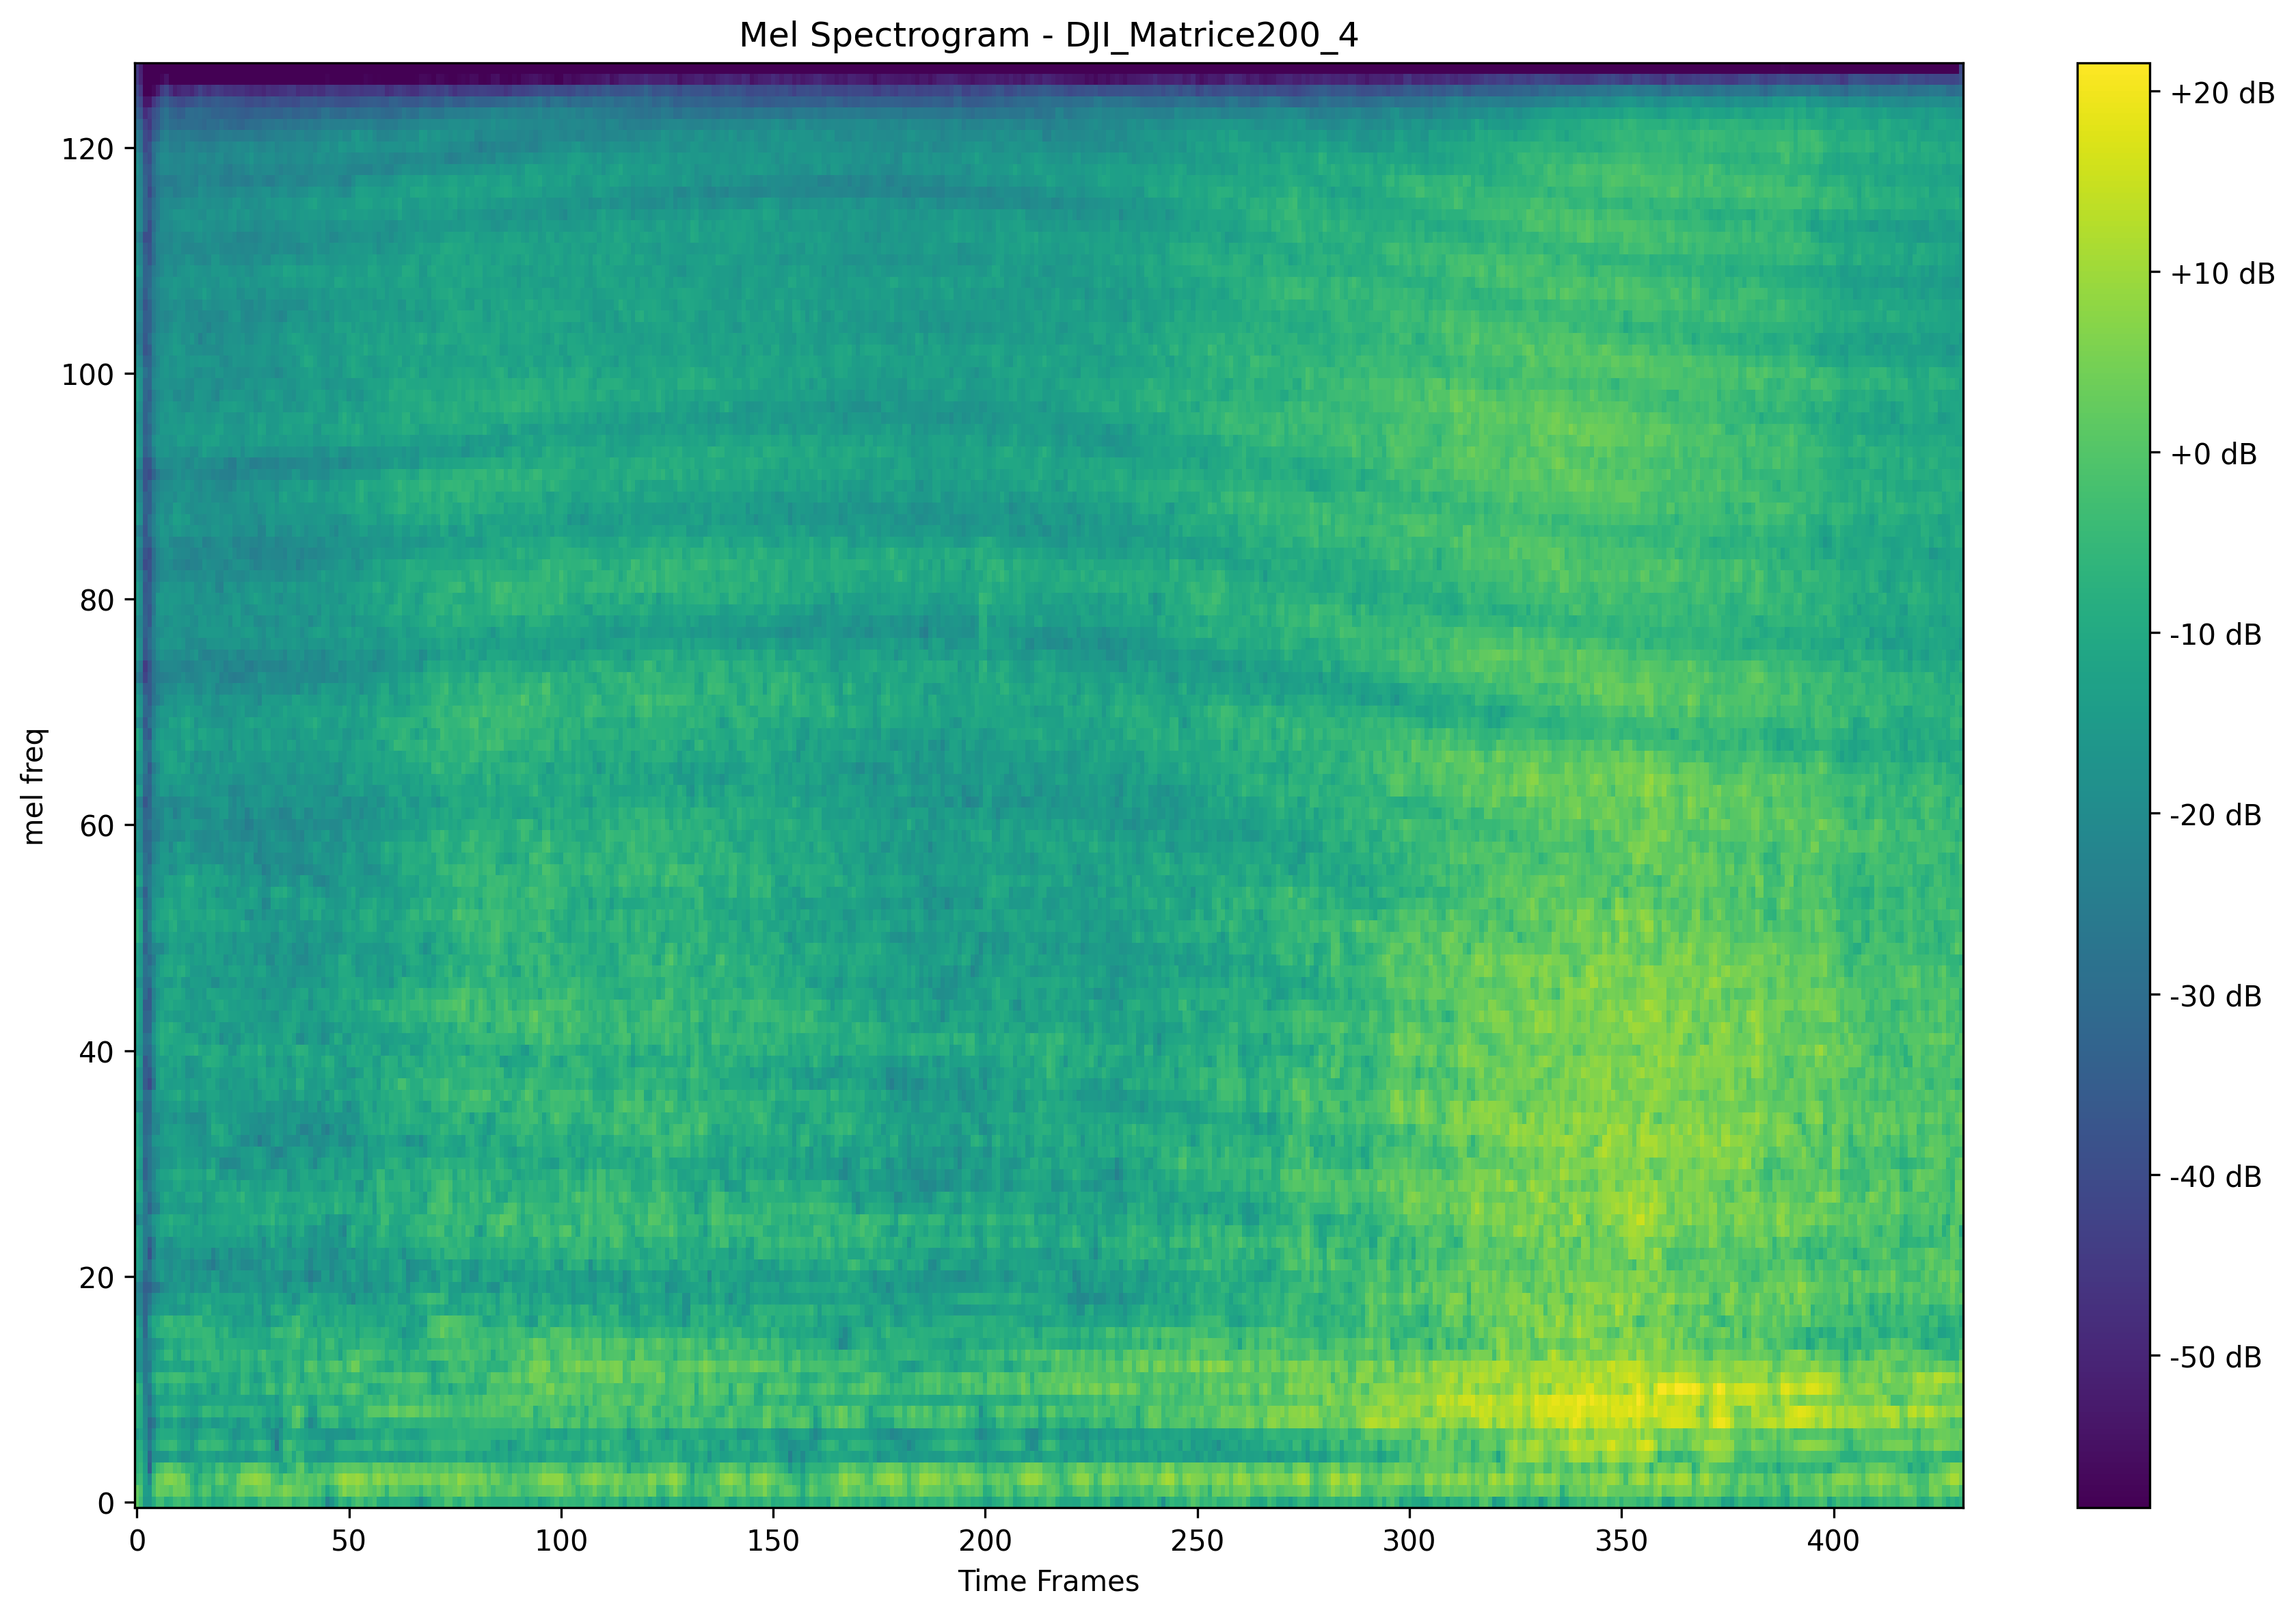 Mel Spectrogram - DJI_Matrice200_4
mel freq
120
100
80
60
40
20
0
0 50 100 150 200 250 300 350 400
Time Frames
+20 dB
+10 dB
+0 dB
-10 dB
-20 dB
-30 dB
-40 dB
-50 dB